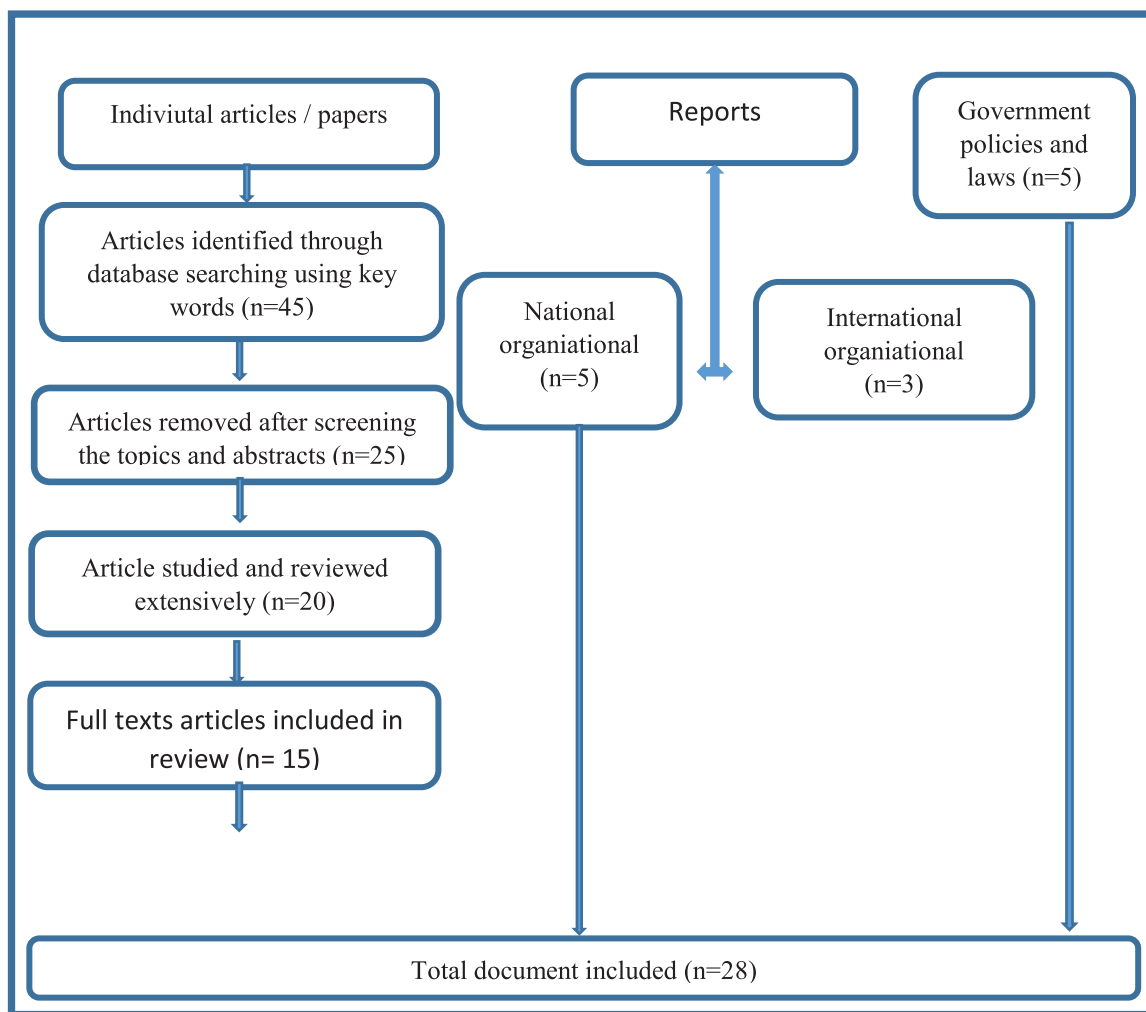 Indiviutal articles / papers
Articles identified through
database searching using key
words (n=45)
Articles removed after screening
the topics and abstracts (n=25)
Article studied and reviewed
extensively (n=20)
Full texts articles included in
review (n= 15)
Reports
National
organiational
(n=5)
International
organiational
(n=3)
Government
policies and
laws (n=5)
Total document included (n=28)